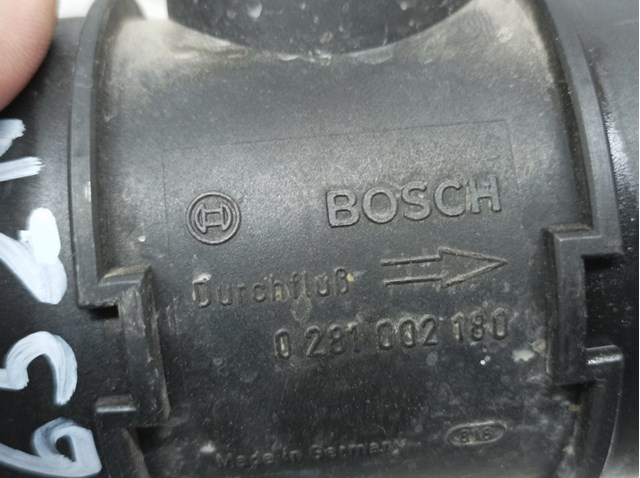 BOSCH
Durchfluß
0 281 002 180
Made in Germany